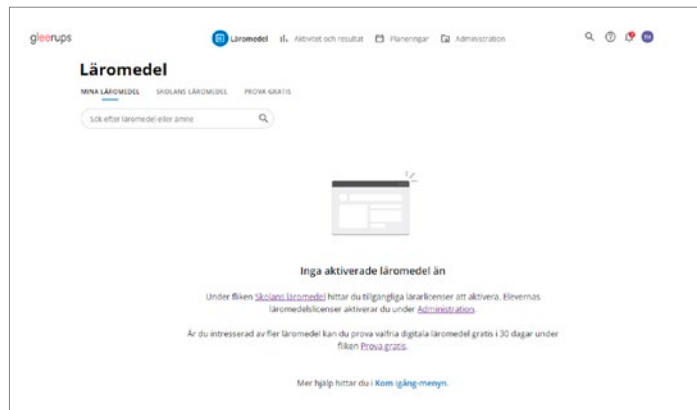 gleerups
Läromedel Aktivitet och resultat Planeringar Administration
Läromedel
MINA LÄROMEDEL SKOLANS LÄROMEDEL PROVA GRATIS
Sök efter läromedel eller ämne
Inga aktiverade läromedel än
Under fliken Skolans läromedel hittar du tillgängliga lärarlicenser att aktivera. Elevernas
läromedelslicenser aktiverar du under Administration.
Är du intresserad av fler läromedel kan du prova valfria digitala läromedel gratis i 30 dagar under
fliken Prova gratis.
Mer hjälp hittar du i Kom igång-menyn.